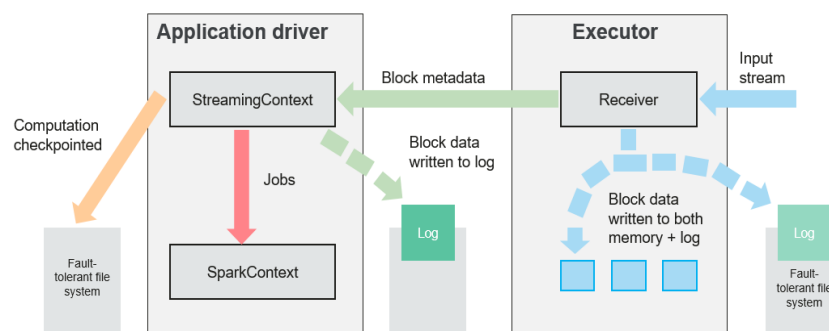 Application driver
Executor
Input
stream
Block metadata
StreamingContext
Receiver
Computation
checkpointed
Block data
written to log
Jobs
Block data
written to both
memory + log
Log
Log
Fault-
tolerant file
system
SparkContext
Fault-
tolerant file
system